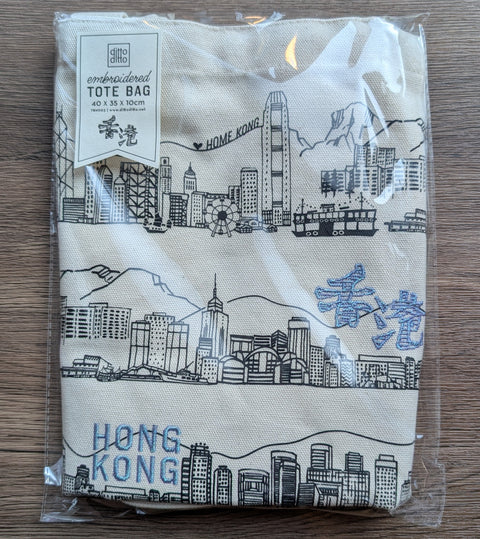 ditto
ditto
embroidered
TOTE BAG
40 X 35 X 10cm
香港
HOME KONG
香港
HONG
KONG